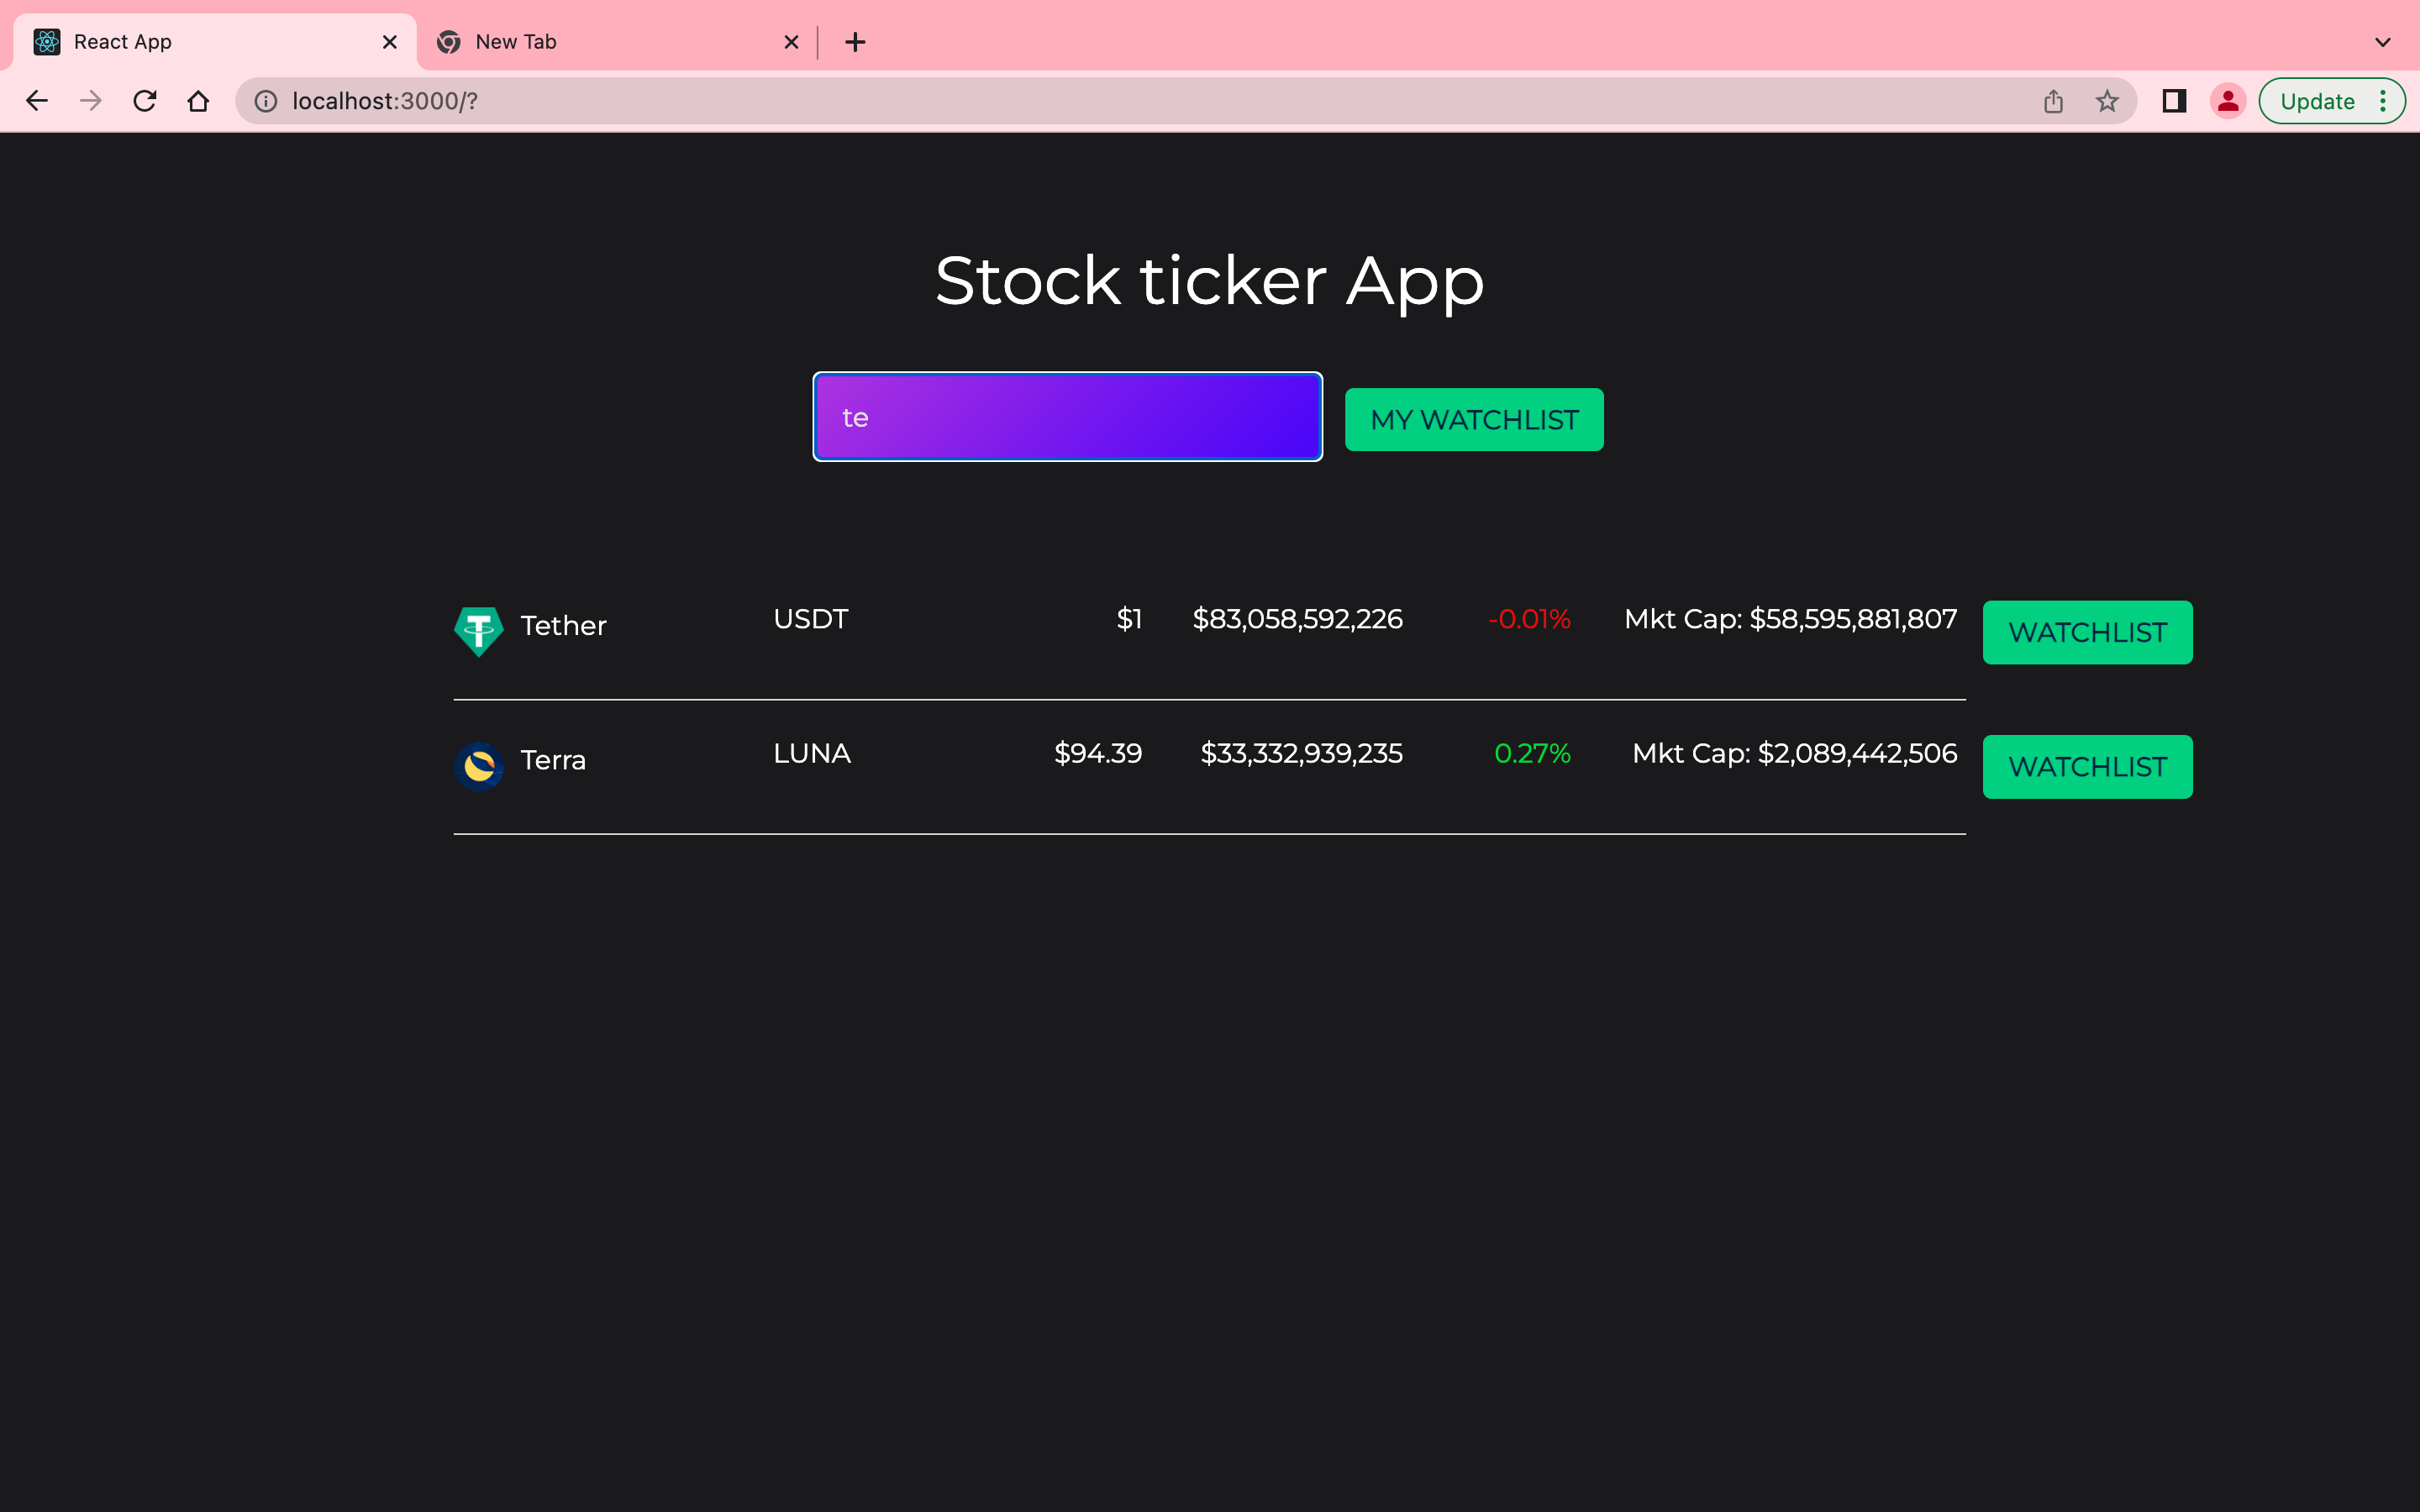 React App
New Tab
localhost:3000/?
Update
Stock ticker App
te
MY WATCHLIST
Tether USDT $1 $83,058,592,226 -0.01% Mkt Cap: $58,595,881,807 WATCHLIST
Terra LUNA $94.39 $33,332,939,235 0.27% Mkt Cap: $2,089,442,506 WATCHLIST